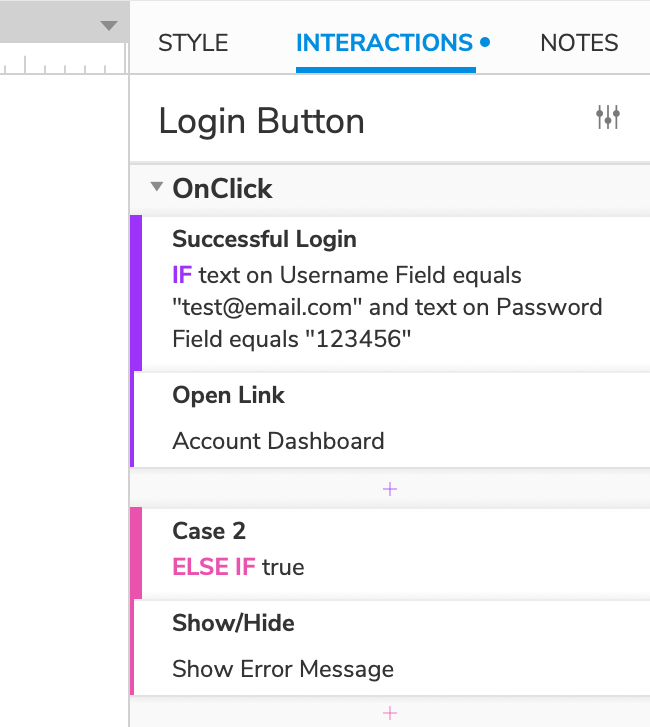 STYLE INTERACTIONS NOTES
Login Button
OnClick
Successful Login
IF text on Username Field equals
"test@email.com" and text on Password
Field equals "123456"
Open Link
Account Dashboard
+
Case 2
ELSE IF true
Show/Hide
Show Error Message
+